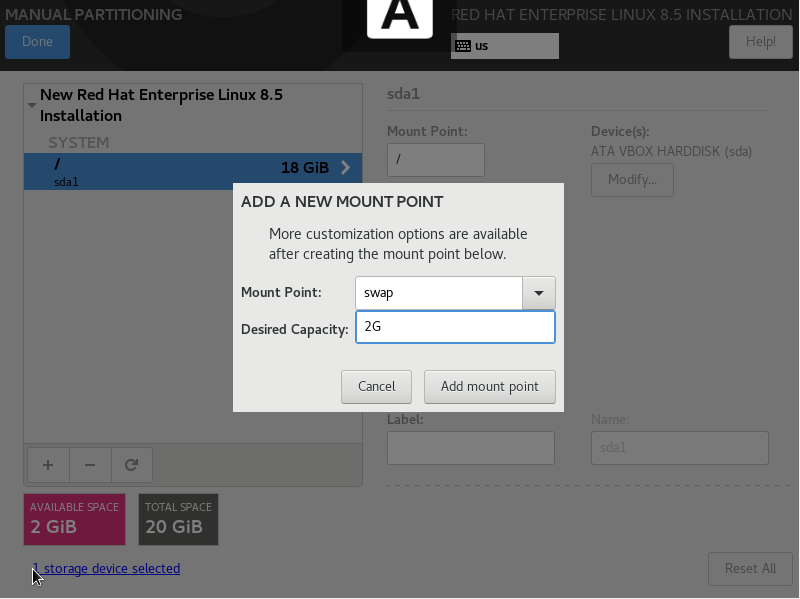 MANUAL PARTITIONING
RED HAT ENTERPRISE LINUX 8.5 INSTALLATION
A
Done
us
Help!
New Red Hat Enterprise Linux 8.5
Installation
SYSTEM
/
18 GiB
sda1
sda1
Mount Point:
/
Device(s):
ATA VBOX HARDDISK (sda)
Modify...
ADD A NEW MOUNT POINT
More customization options are available
after creating the mount point below.
Mount Point:
swap
Desired Capacity:
2G
Cancel
Add mount point
Label:
Name:
sda1
+
−
AVAILABLE SPACE
2 GiB
TOTAL SPACE
20 GiB
1 storage device selected
Reset All